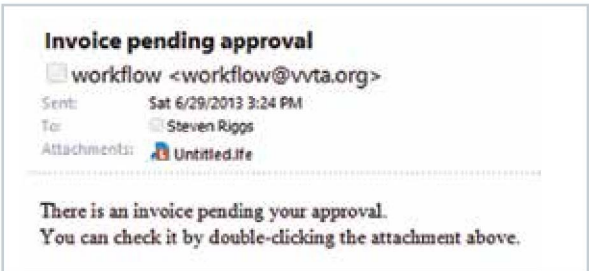 Invoice pending approval
workflow <workflow@vvta.org>
Sent: Sat 6/29/2013 3:24 PM
To: Steven Riggs
Attachments: Untitled.lfe
There is an invoice pending your approval.
You can check it by double-clicking the attachment above.